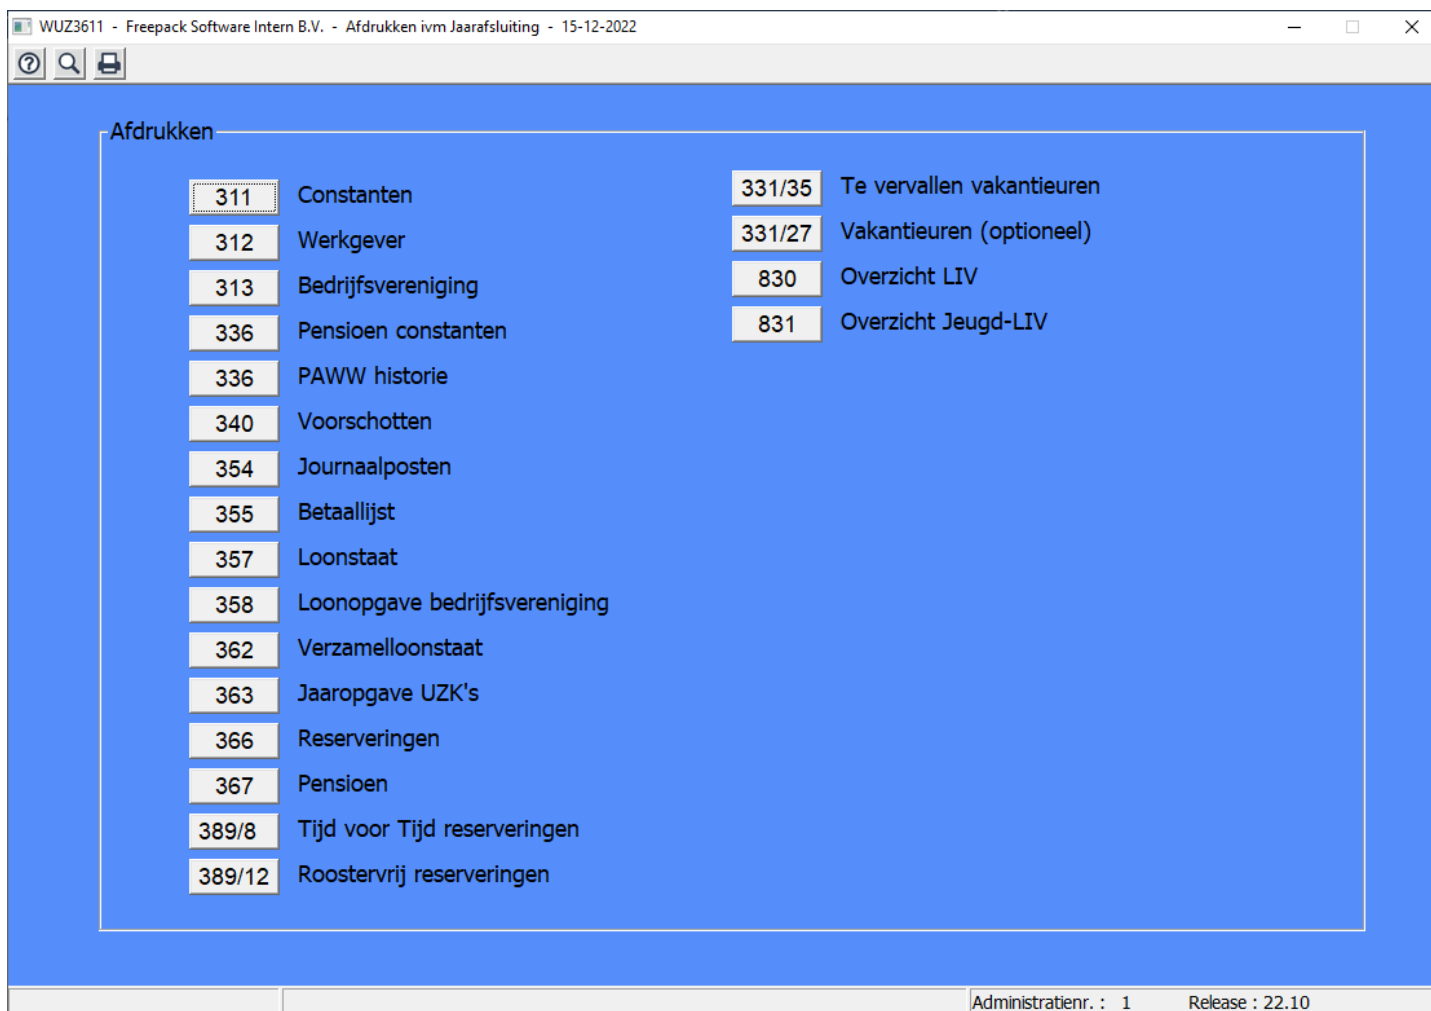 WUZ3611 - Freepack Software Intern B.V. - Afdrukken ivm Jaarafsluiting - 15-12-2022
Afdrukken
311 Constanten
312 Werkgever
313 Bedrijfsvereniging
336 Pensioen constanten
336 PAWW historie
340 Voorschotten
354 Journaalposten
355 Betaallijst
357 Loonstaat
358 Loonopgave bedrijfsvereniging
362 Verzamelloonstaat
363 Jaaropgave UZK's
366 Reserveringen
367 Pensioen
389/8 Tijd voor Tijd reserveringen
389/12 Roostervrij reserveringen
331/35 Te vervallen vakantieuren
331/27 Vakantieuren (optioneel)
830 Overzicht LIV
831 Overzicht Jeugd-LIV
Administratienr. : 1 Release : 22.10